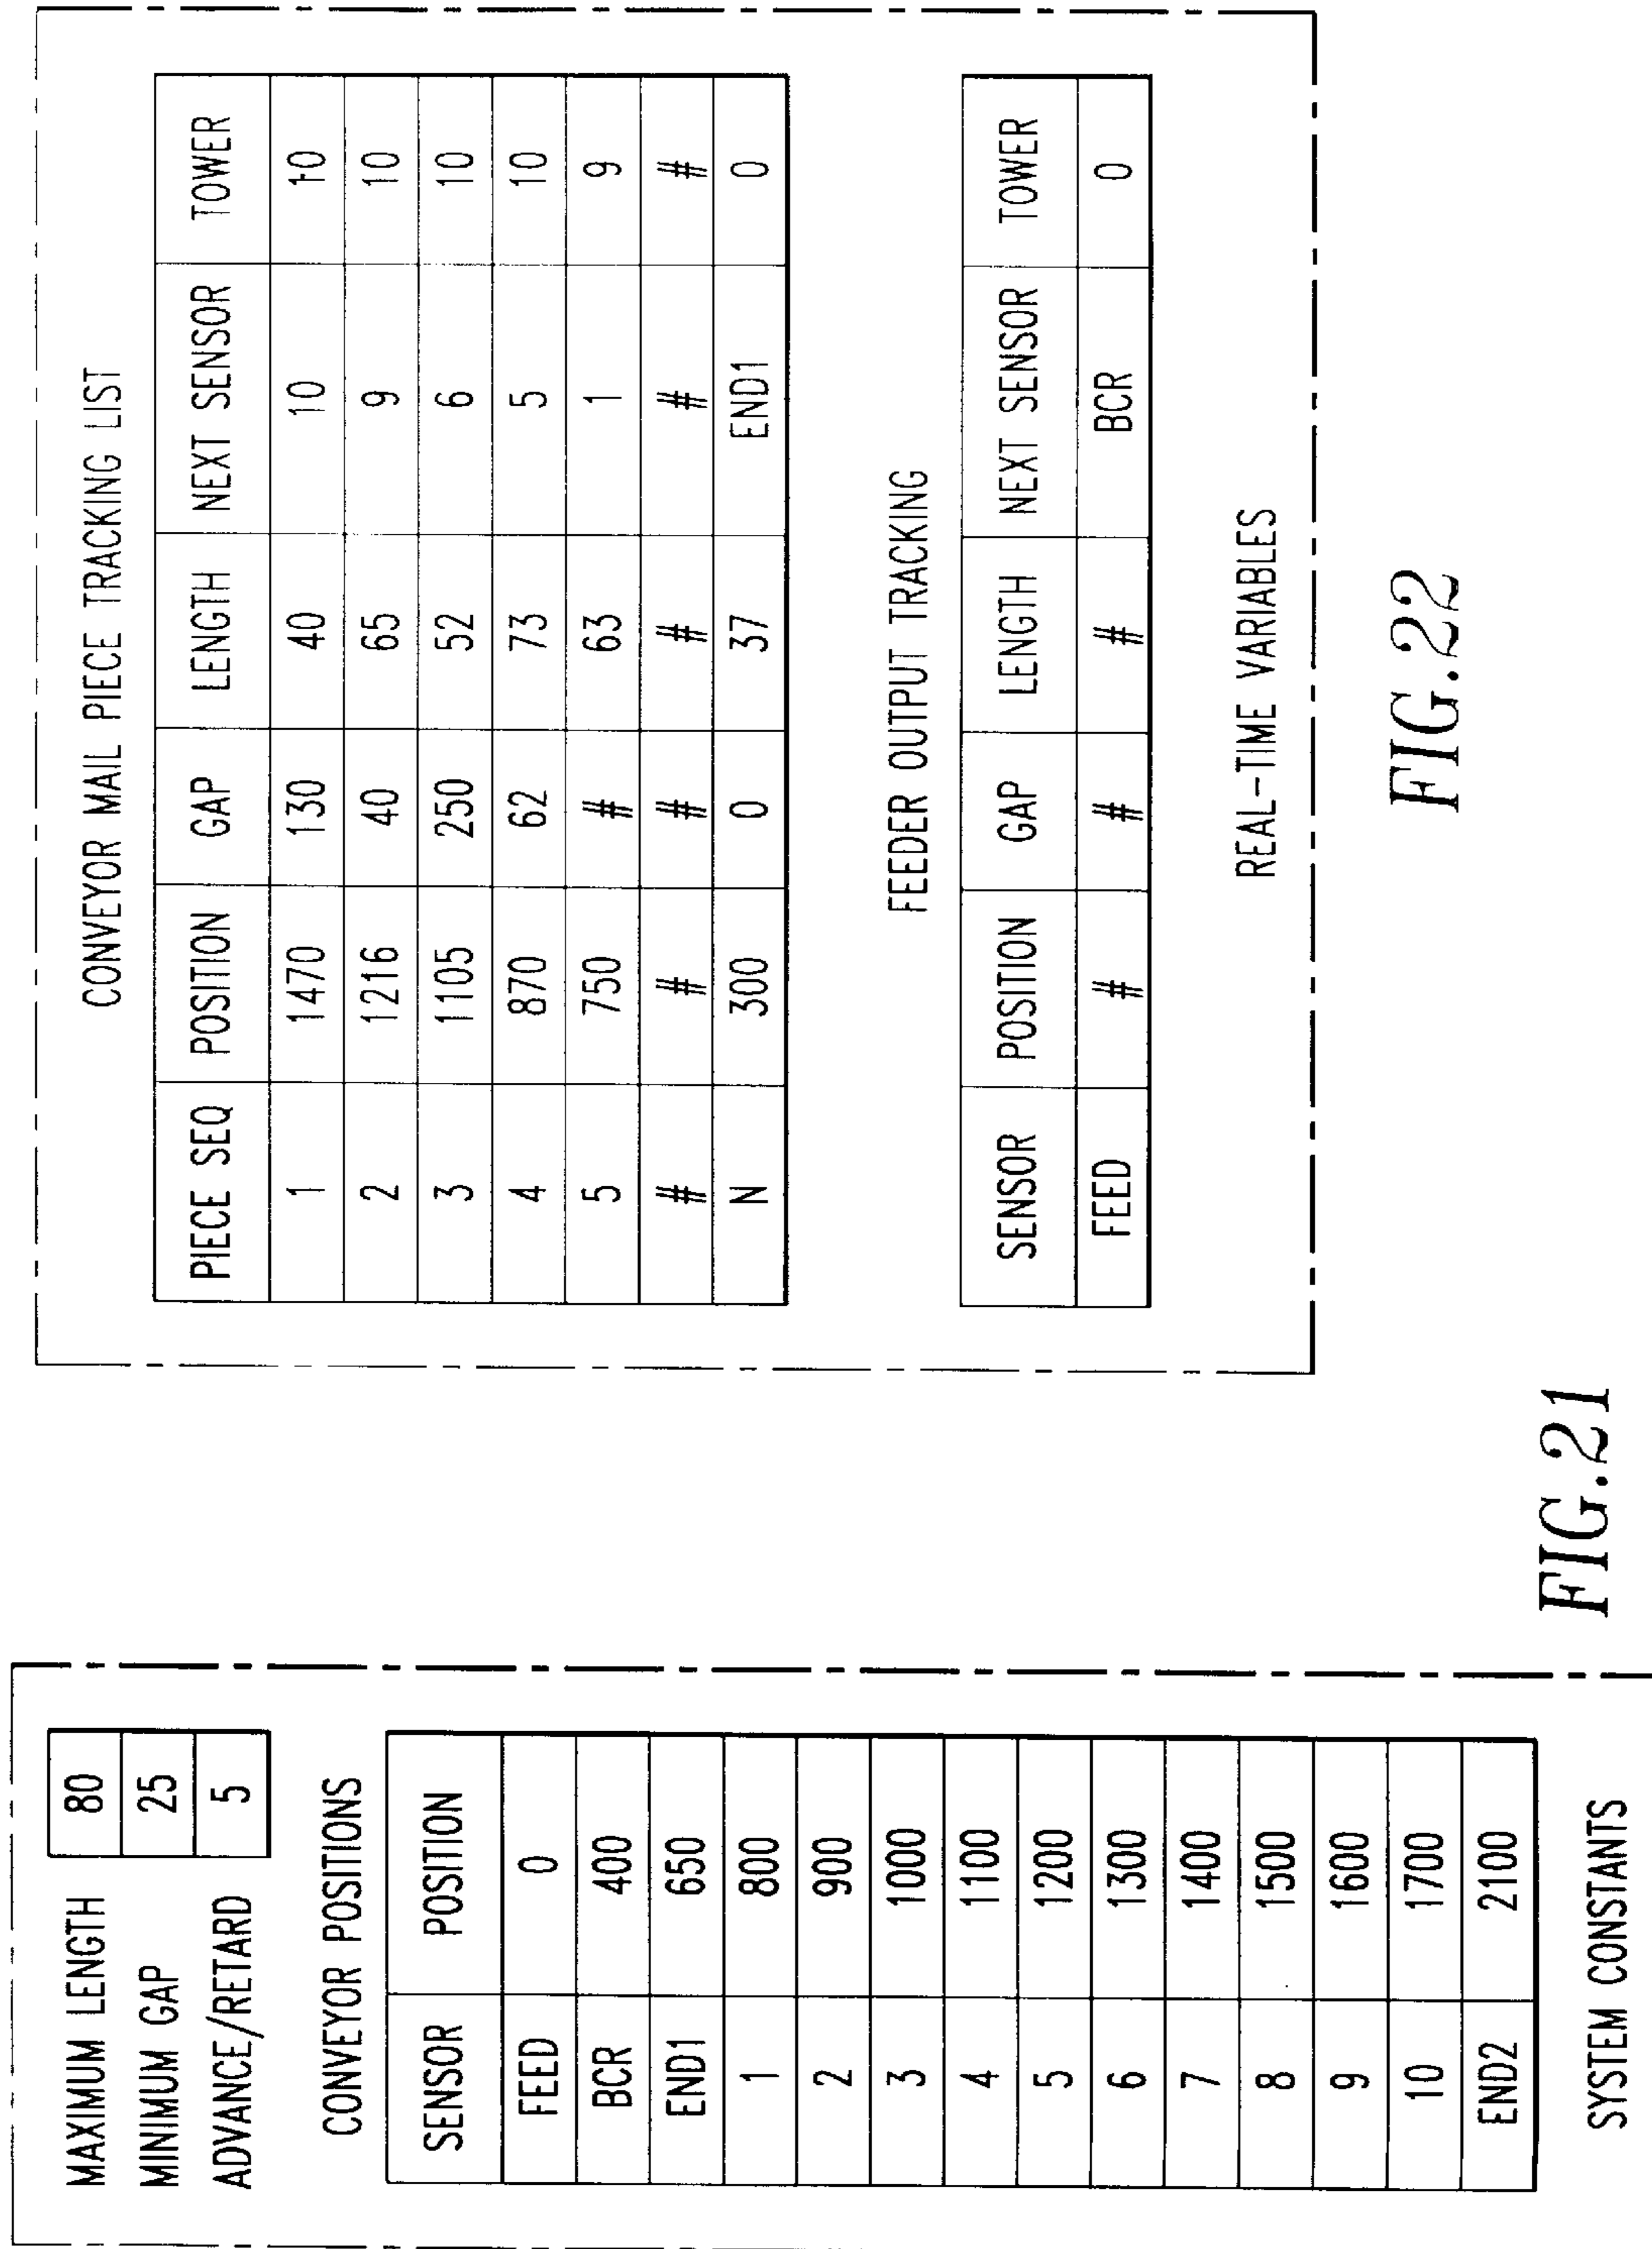 MAXIMUM LENGTH 80
MINIMUM GAP 25
ADVANCE/RETARD 5
CONVEYOR POSITIONS
SENSOR POSITION
FEED 0
BCR 400
END1 650
1 800
2 900
3 1000
4 1100
5 1200
6 1300
7 1400
8 1500
9 1600
10 1700
END2 2100
SYSTEM CONSTANTS
FIG.21
CONVEYOR MAIL PIECE TRACKING LIST
PIECE SEQ POSITION GAP LENGTH NEXT SENSOR TOWER
1 1470 130 40 10 10
2 1216 40 65 9 10
3 1105 250 52 6 10
4 870 62 73 5 10
5 750 # 63 1 9
# # # # # #
N 300 0 37 END1 0
FEEDER OUTPUT TRACKING
SENSOR POSITION GAP LENGTH NEXT SENSOR TOWER
FEED # # # BCR 0
REAL-TIME VARIABLES
FIG.22